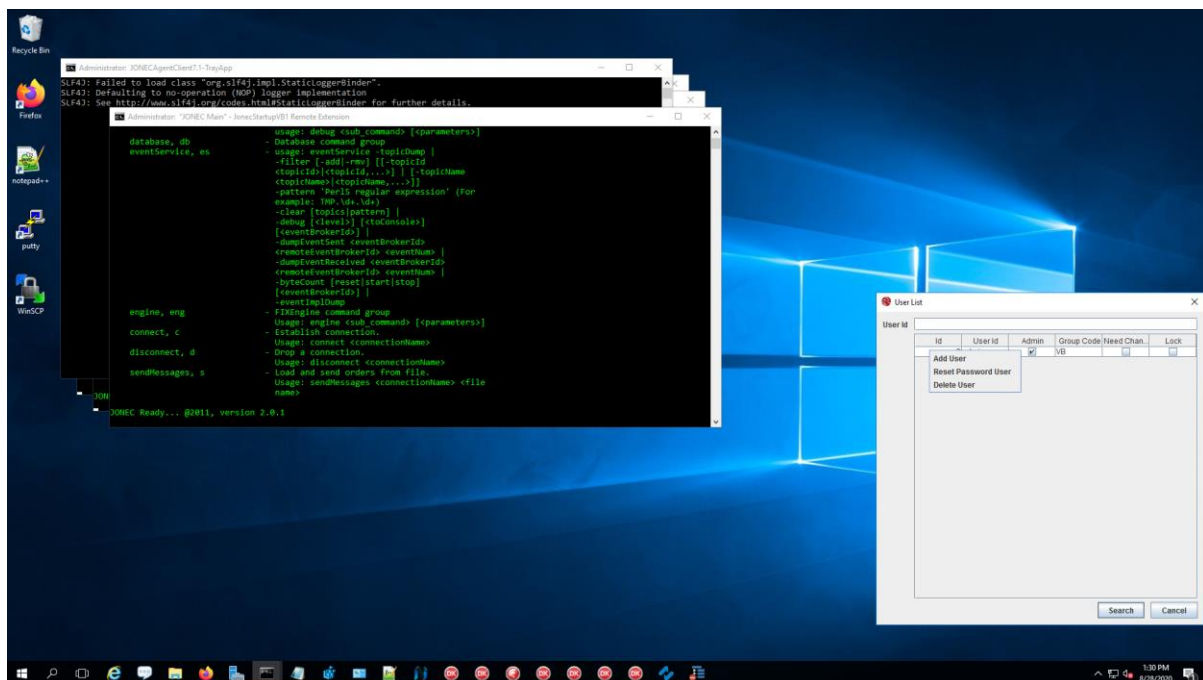 Recycle Bin
Firefox
notepad++
putty
WinSCP
Administrator: JONECAgentClient7.1-TrayApp
SLF4J: Failed to load class "org.slf4j.impl.StaticLoggerBinder".
SLF4J: Defaulting to no-operation (NOP) logger implementation
SLF4J: See http://www.slf4j.org/codes.html#StaticLoggerBinder for further details.
Administrator: "JONEC Main" - JonecStartupVB1 Remote Extension
usage: debug <sub_command> [<parameters>]
database, db - Database command group
eventService, es - usage: eventService -topicDump |
-filter [-add|-rmv] [[-topicId
<topicId>|<topicId,...>] | [-topicName
<topicName>|<topicName,...>]]
-pattern 'Perl5 regular expression' (For
example: TMP.\d+.\d+)
-clear [topics|pattern] |
-debug [<level>] [<toConsole>]
[<eventBrokerId>] |
-dumpEventSent <eventBrokerId>
<remoteEventBrokerId> <eventNum> |
-dumpEventReceived <eventBrokerId>
<remoteEventBrokerId> <eventNum> |
-byteCount [reset|start|stop]
[<eventBrokerId>] |
-eventImplDump
engine, eng - FIXEngine command group
Usage: engine <sub_command> [<parameters>]
connect, c - Establish connection.
Usage: connect <connectionName>
disconnect, d - Drop a connection.
Usage: disconnect <connectionName>
sendMessages, s - Load and send orders from file.
Usage: sendMessages <connectionName> <file
name>
JON
JONEC Ready... @2011, version 2.0.1
User List
User Id
Id User Id Admin Group Code Need Chan... Lock
VB
Add User
Reset Password User
Delete User
Search Cancel
1:30 PM
8/28/2020